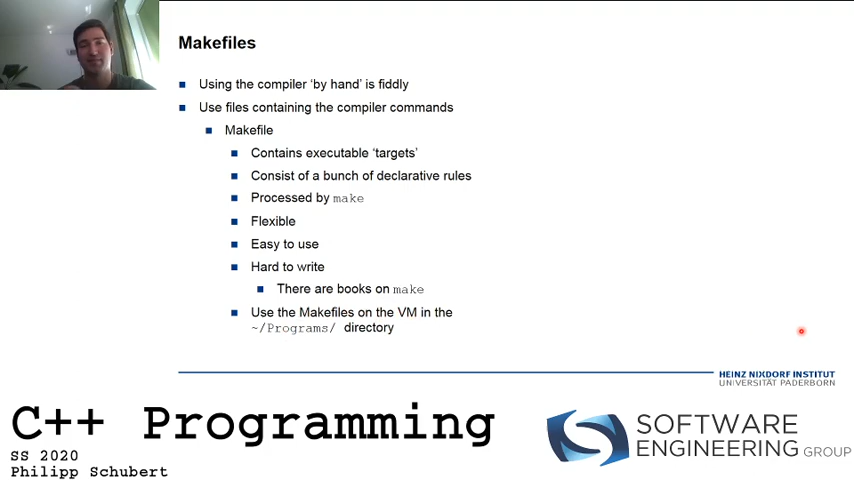 Makefiles
Using the compiler ‘by hand’ is fiddly
Use files containing the compiler commands
Makefile
Contains executable ‘targets’
Consist of a bunch of declarative rules
Processed by make
Flexible
Easy to use
Hard to write
There are books on make
Use the Makefiles on the VM in the
~/Programs/ directory
HEINZ NIXDORF INSTITUT
UNIVERSITÄT PADERBORN
C++ Programming
SS 2020
Philipp Schubert
SOFTWARE
ENGINEERING GROUP